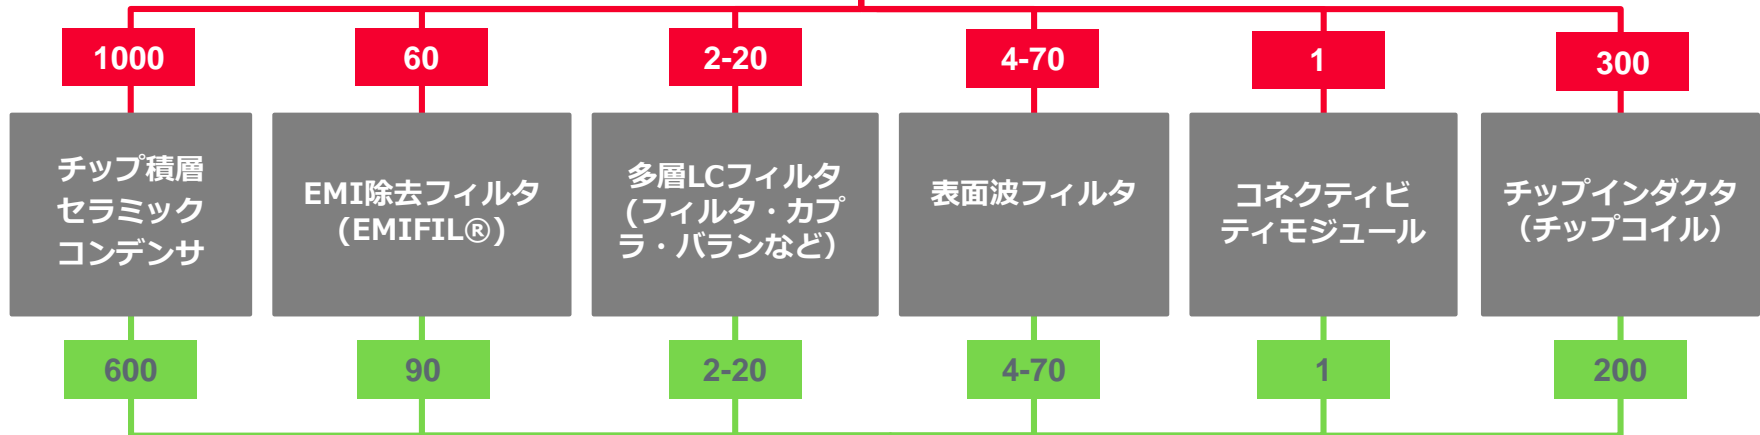 1000
60
2-20
4-70
1
300
チップ積層
セラミック
コンデンサ
EMI除去フィルタ
(EMIFIL®)
多層LCフィルタ
(フィルタ・カプ
ラ・バランなど)
表面波フィルタ
コネクティビ
ティモジュール
チップインダクタ
(チップコイル)
600
90
2-20
4-70
1
200